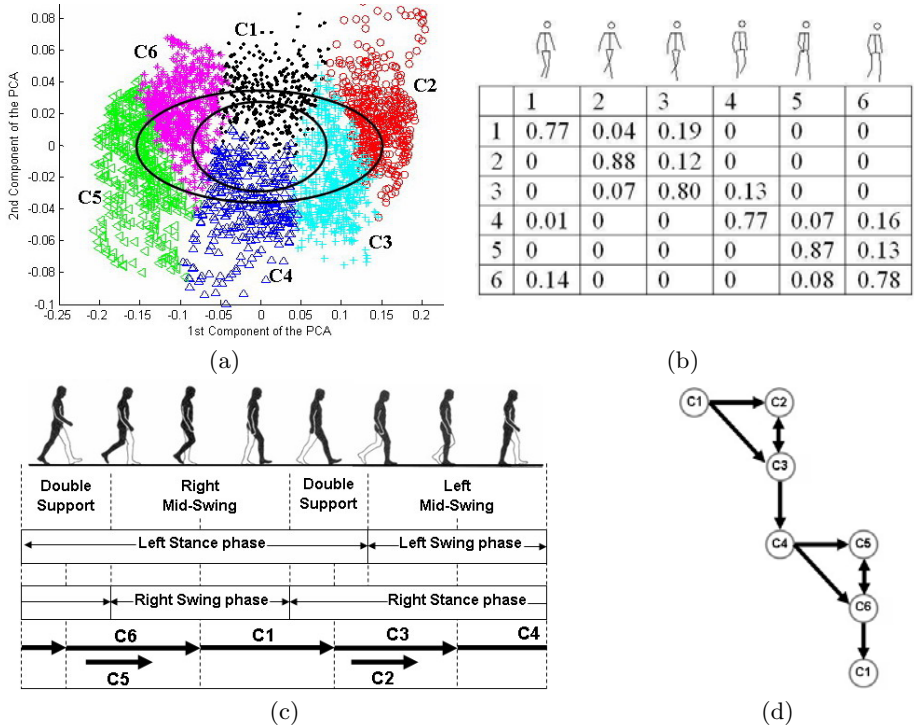 C1
C6
C2
C5
C3
C4
0.08
0.06
0.04
0.02
0
-0.02
-0.04
-0.06
-0.08
-0.1
2nd Component of the PCA
-0.25 -0.2 -0.15 -0.1 -0.05 0 0.05 0.1 0.15 0.2
1st Component of the PCA
(a)
1 2 3 4 5 6
1 0.77 0.04 0.19 0 0 0
2 0 0.88 0.12 0 0 0
3 0 0.07 0.80 0.13 0 0
4 0.01 0 0 0.77 0.07 0.16
5 0 0 0 0 0.87 0.13
6 0.14 0 0 0 0.08 0.78
(b)
Double Right Double Left
Support Mid-Swing Support Mid-Swing
Left Stance phase Left Swing phase
Right Swing phase Right Stance phase
C6 C1 C3 C4
C5 C2
(c)
C1 C2
C3
C4 C5
C6
C1
(d)